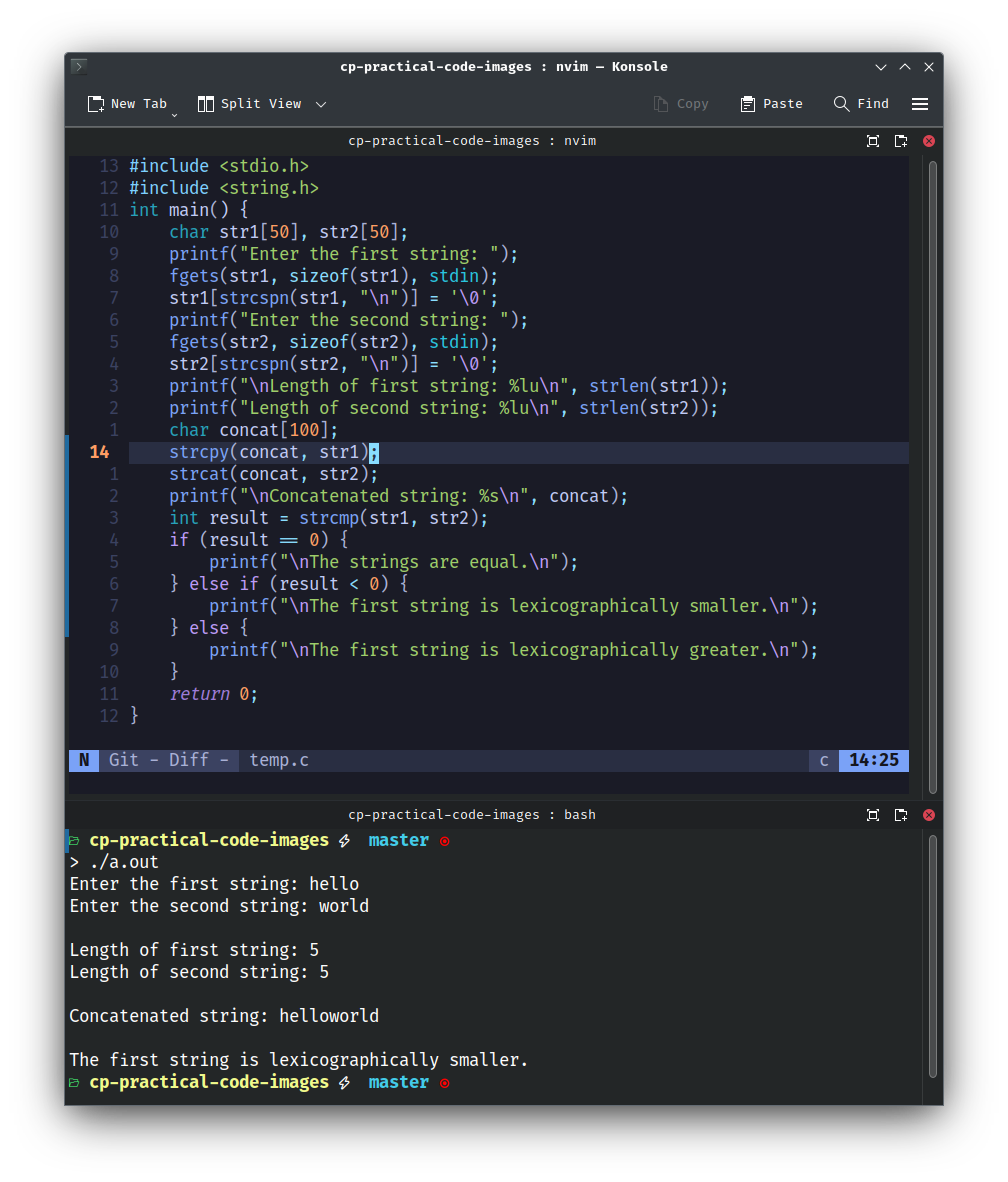 cp-practical-code-images : nvim — Konsole
New Tab Split View Copy Paste Find
cp-practical-code-images : nvim
13 #include <stdio.h>
12 #include <string.h>
11 int main() {
10     char str1[50], str2[50];
9     printf("Enter the first string: ");
8     fgets(str1, sizeof(str1), stdin);
7     str1[strcspn(str1, "\n")] = '\0';
6     printf("Enter the second string: ");
5     fgets(str2, sizeof(str2), stdin);
4     str2[strcspn(str2, "\n")] = '\0';
3     printf("\nLength of first string: %lu\n", strlen(str1));
2     printf("Length of second string: %lu\n", strlen(str2));
1     char concat[100];
14     strcpy(concat, str1);
1     strcat(concat, str2);
2     printf("\nConcatenated string: %s\n", concat);
3     int result = strcmp(str1, str2);
4     if (result == 0) {
5         printf("\nThe strings are equal.\n");
6     } else if (result < 0) {
7         printf("\nThe first string is lexicographically smaller.\n");
8     } else {
9         printf("\nThe first string is lexicographically greater.\n");
10     }
11     return 0;
12 }
N Git - Diff - temp.c c 14:25
cp-practical-code-images : bash
cp-practical-code-images ⚡ master
> ./a.out
Enter the first string: hello
Enter the second string: world
Length of first string: 5
Length of second string: 5
Concatenated string: helloworld
The first string is lexicographically smaller.
cp-practical-code-images ⚡ master